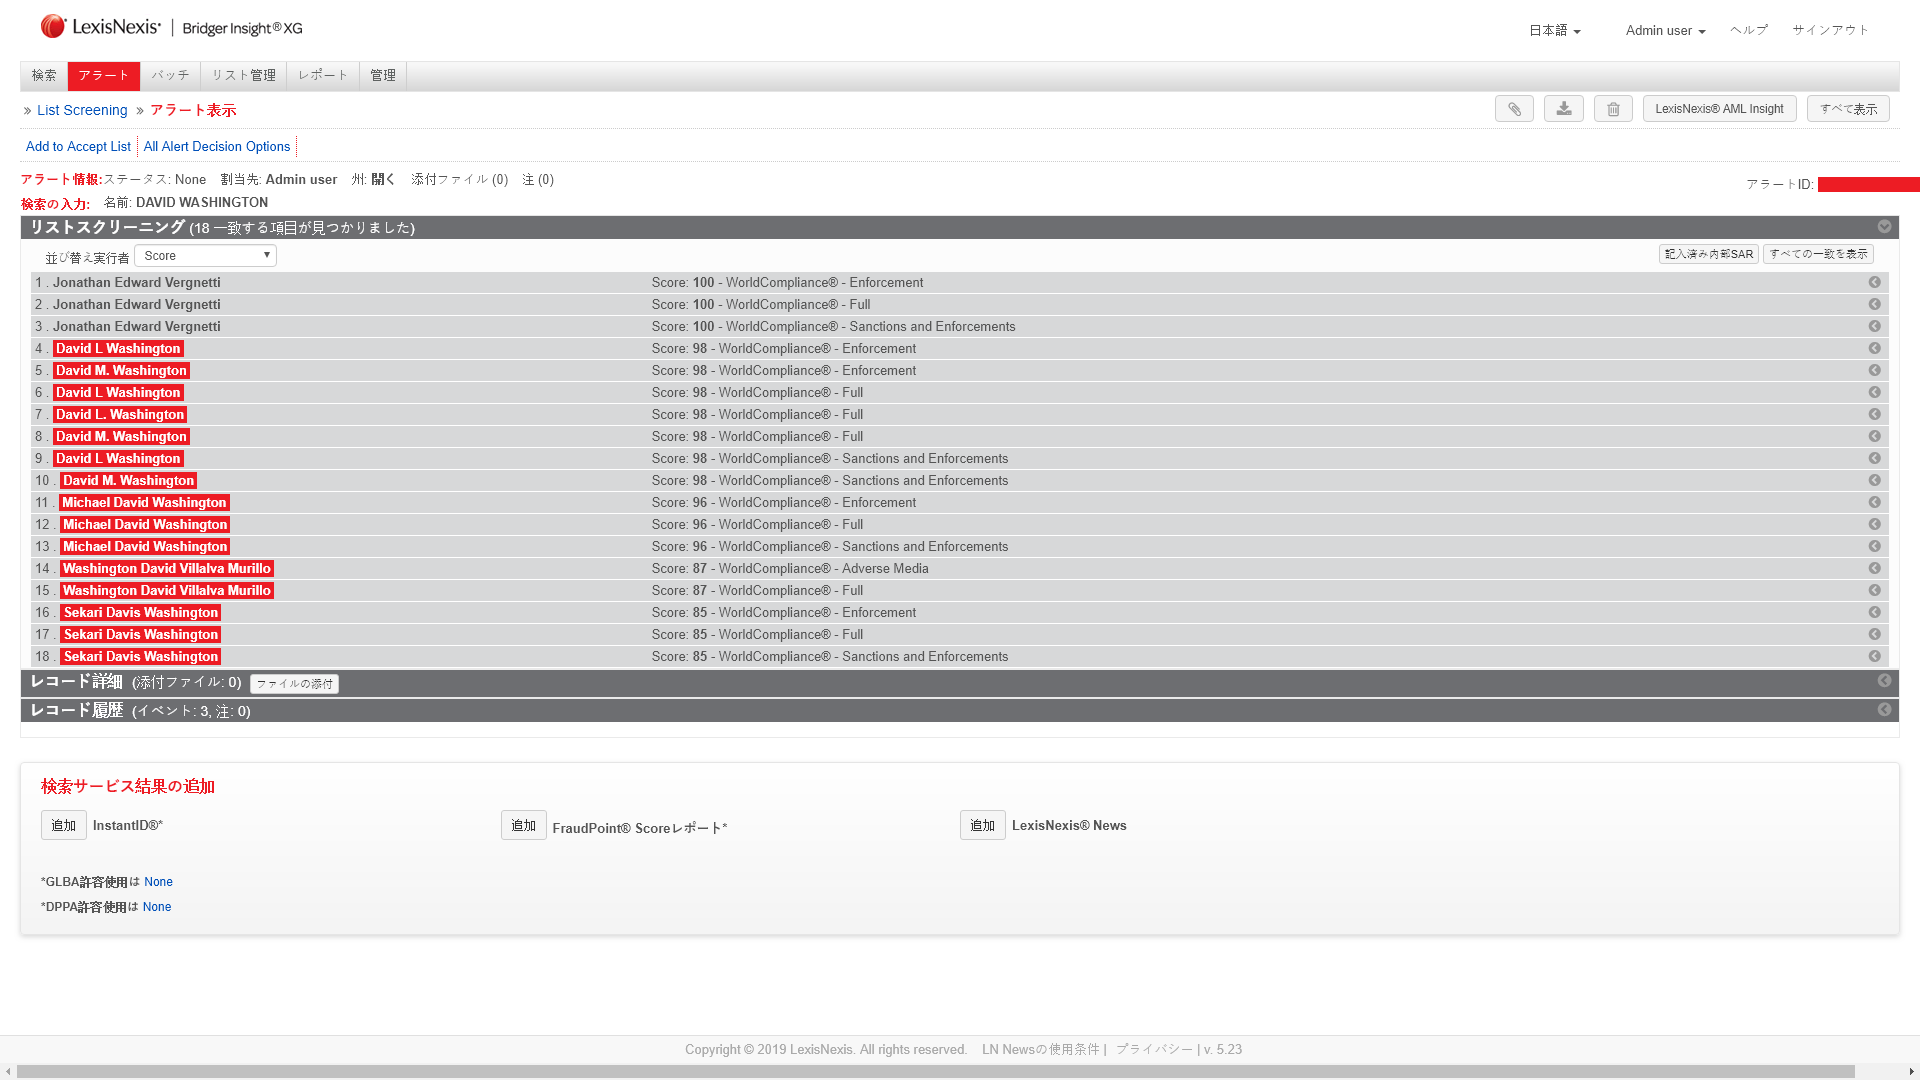 LexisNexis® | Bridger Insight® XG
日本語 Admin user ヘルプ サインアウト
検索 アラート バッチ リスト管理 レポート 管理
» List Screening » アラート表示 LexisNexis® AML Insight すべて表示
Add to Accept List All Alert Decision Options
アラート情報:ステータス: None 割当先: Admin user 州: 開く 添付ファイル (0) 注 (0)
アラートID:
検索の入力: 名前: DAVID WASHINGTON
リストスクリーニング (18 一致する項目が見つかりました)
並び替え実行者 Score 記入済み内部SAR すべての一致を表示
1 . Jonathan Edward Vergnetti Score: 100 - WorldCompliance® - Enforcement
2 . Jonathan Edward Vergnetti Score: 100 - WorldCompliance® - Full
3 . Jonathan Edward Vergnetti Score: 100 - WorldCompliance® - Sanctions and Enforcements
4 . David L Washington Score: 98 - WorldCompliance® - Enforcement
5 . David M. Washington Score: 98 - WorldCompliance® - Enforcement
6 . David L Washington Score: 98 - WorldCompliance® - Full
7 . David L. Washington Score: 98 - WorldCompliance® - Full
8 . David M. Washington Score: 98 - WorldCompliance® - Full
9 . David L Washington Score: 98 - WorldCompliance® - Sanctions and Enforcements
10 . David M. Washington Score: 98 - WorldCompliance® - Sanctions and Enforcements
11 . Michael David Washington Score: 96 - WorldCompliance® - Enforcement
12 . Michael David Washington Score: 96 - WorldCompliance® - Full
13 . Michael David Washington Score: 96 - WorldCompliance® - Sanctions and Enforcements
14 . Washington David Villalva Murillo Score: 87 - WorldCompliance® - Adverse Media
15 . Washington David Villalva Murillo Score: 87 - WorldCompliance® - Full
16 . Sekari Davis Washington Score: 85 - WorldCompliance® - Enforcement
17 . Sekari Davis Washington Score: 85 - WorldCompliance® - Full
18 . Sekari Davis Washington Score: 85 - WorldCompliance® - Sanctions and Enforcements
レコード詳細 (添付ファイル: 0) ファイルの添付
レコード履歴 (イベント: 3, 注: 0)
検索サービス結果の追加
追加 InstantID®* 追加 FraudPoint® Scoreレポート* 追加 LexisNexis® News
*GLBA許容使用は None
*DPPA許容使用は None
Copyright © 2019 LexisNexis. All rights reserved. LN Newsの使用条件 | プライバシー | v. 5.23